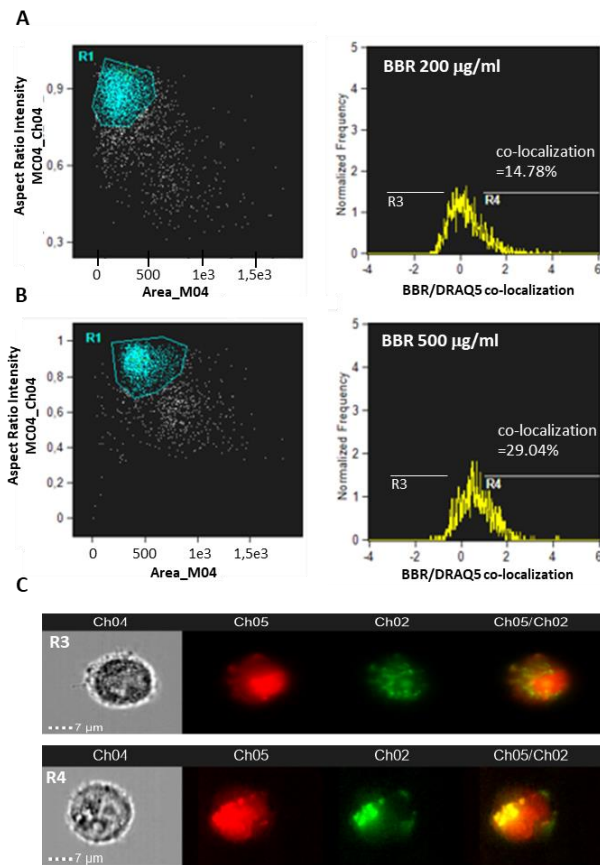 A
R1
Aspect Ratio Intensity
MC04_Ch04
0,9
0,6
0,3
0
500
1e3
1,5e3
Area_M04
BBR 200 µg/ml
co-localization
=14.78%
R3
R4
Normalized Frequency
5
4
3
2
1
0
-4
-2
0
2
4
6
BBR/DRAQ5 co-localization
B
R1
Aspect Ratio Intensity
MC04_Ch04
1
0,8
0,6
0,4
0,2
0
0
500
1e3
1,5e3
Area_M04
BBR 500 µg/ml
co-localization
=29.04%
R3
R4
Normalized Frequency
5
4
3
2
1
0
-4
-2
0
2
4
6
BBR/DRAQ5 co-localization
C
Ch04 Ch05 Ch02 Ch05/Ch02
R3
7 µm
Ch04 Ch05 Ch02 Ch05/Ch02
R4
7 µm